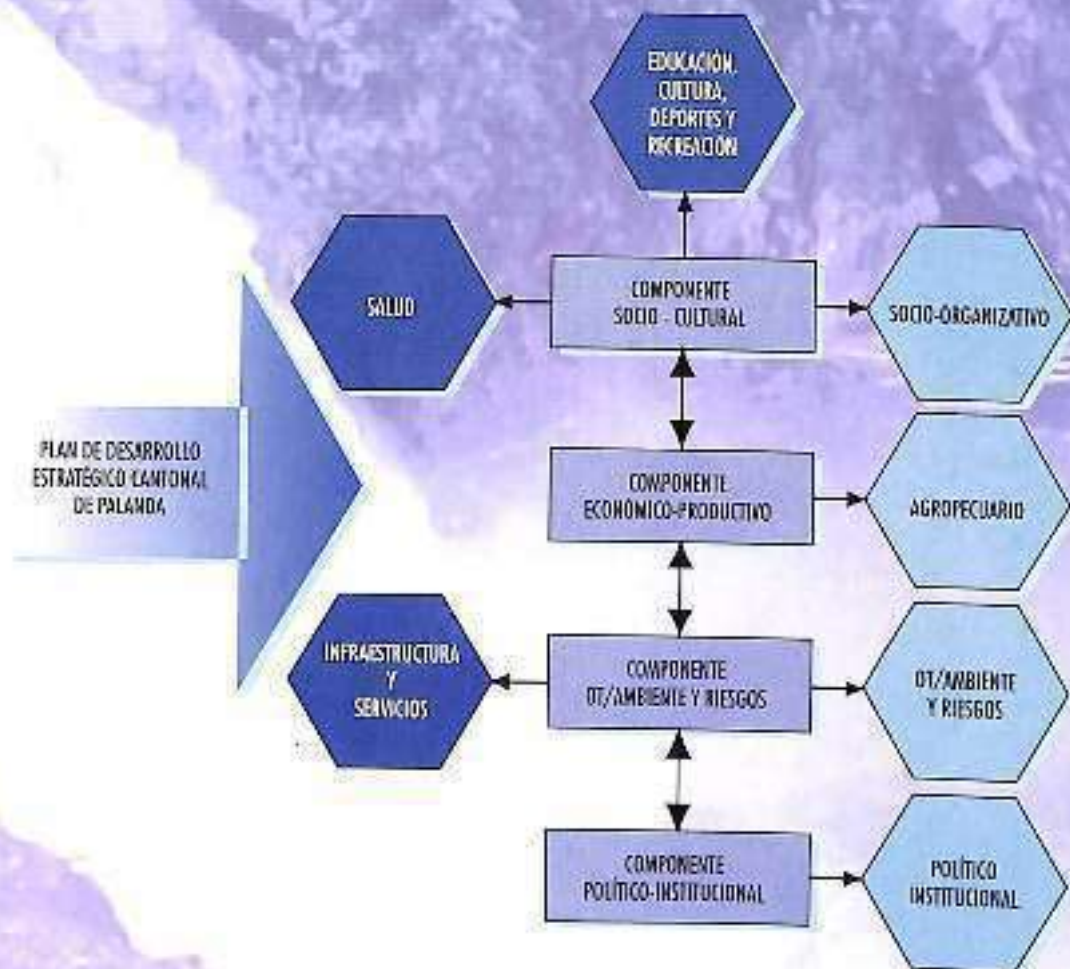 EDUCACIÓN,
CULTURA,
DEPORTES Y
RECREACIÓN
SALUD
COMPONENTE
SOCIO - CULTURAL
SOCIO-ORGANIZATIVO
PLAN DE DESARROLLO
ESTRATÉGICO CANTONAL
DE PALANDA
COMPONENTE
ECONÓMICO-PRODUCTIVO
AGROPECUARIO
INFRAESTRUCTURA
Y
SERVICIOS
COMPONENTE
OT/AMBIENTE Y RIESGOS
OT/AMBIENTE
Y RIESGOS
COMPONENTE
POLÍTICO-INSTITUCIONAL
POLÍTICO
INSTITUCIONAL